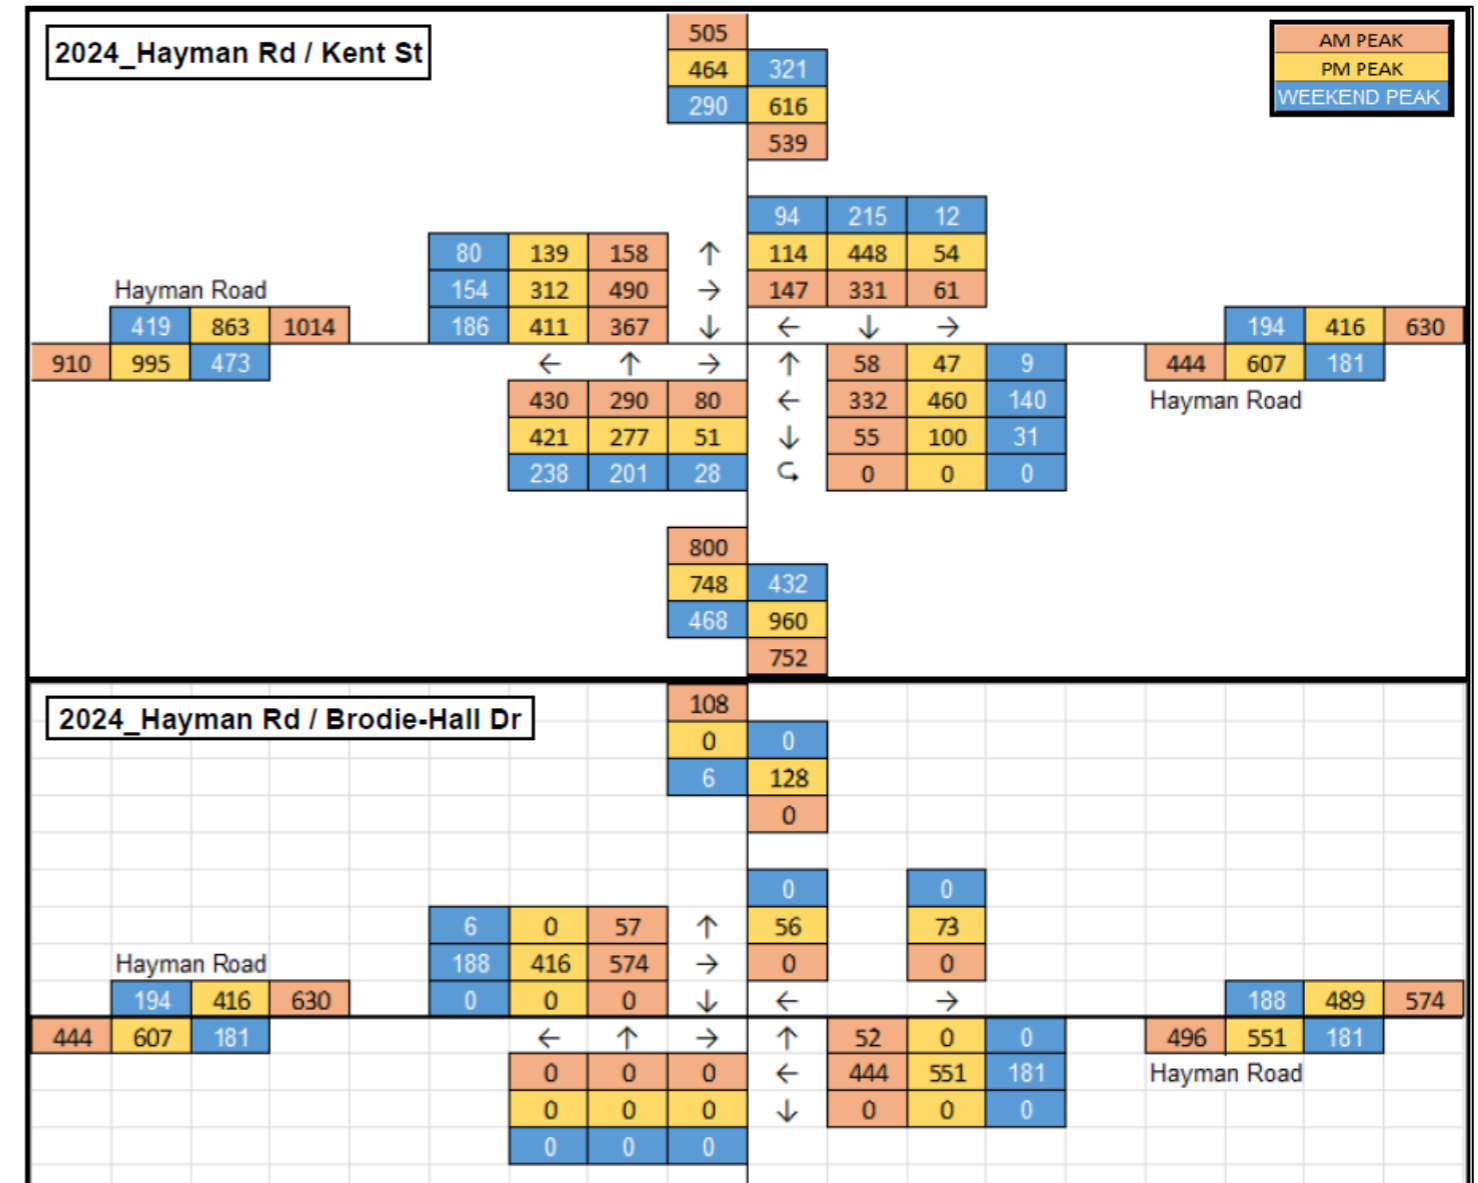 505
2024_Hayman Rd / Kent St
AM PEAK
464 321
PM PEAK
290 616
WEEKEND PEAK
539
94 215 12
80 139 158 ↑ 114 448 54
Hayman Road 154 312 490 → 147 331 61
419 863 1014 186 411 367 ↓ ← ↓ → 194 416 630
910 995 473 ← ↑ → ↑ 58 47 9 444 607 181
430 290 80 ← 332 460 140 Hayman Road
421 277 51 ↓ 55 100 31
238 201 28 ⮎ 0 0 0
800
748 432
468 960
752
108
2024_Hayman Rd / Brodie-Hall Dr
0 0
6 128
0
0 0
6 0 57 ↑ 56 73
Hayman Road 188 416 574 → 0 0
194 416 630 0 0 0 ↓ ← → 188 489 574
444 607 181 ← ↑ → ↑ 52 0 0 496 551 181
0 0 0 ← 444 551 181 Hayman Road
0 0 0 ↓ 0 0 0
0 0 0